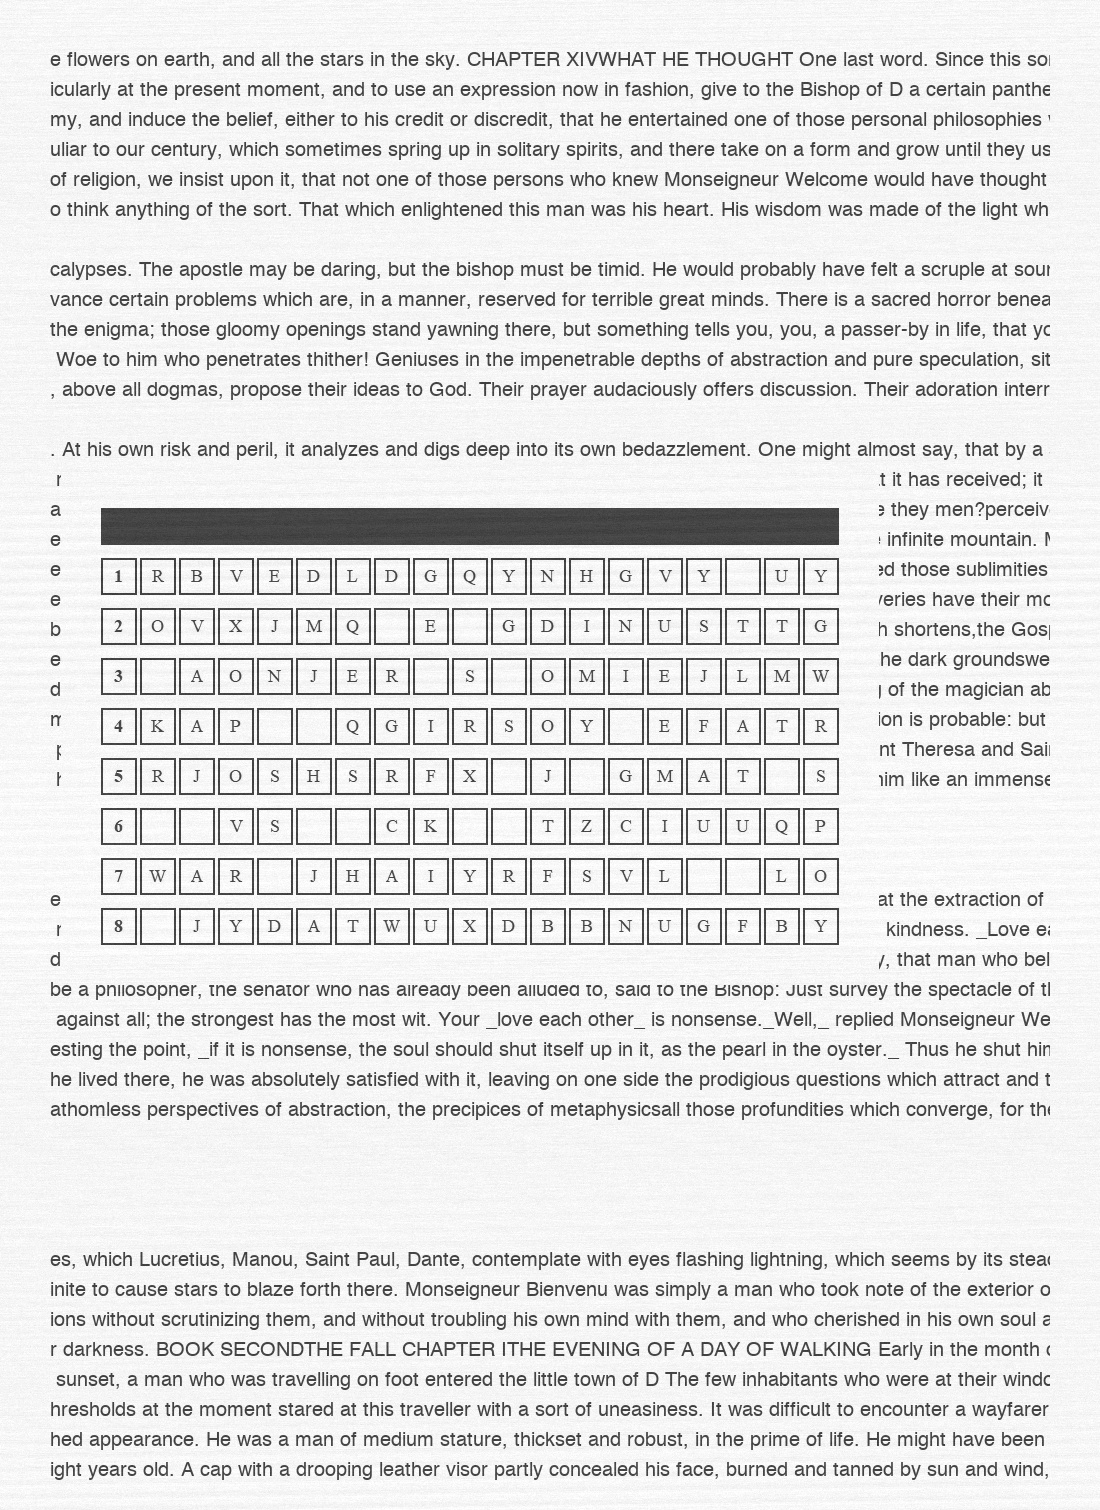 e flowers on earth, and all the stars in the sky. CHAPTER XIVWHAT HE THOUGHT One last word. Since this
icularly at the present moment, and to use an expression now in fashion, give to the Bishop of D a certain panthe
my, and induce the belief, either to his credit or discredit, that he entertained one of those personal philosophies
uliar to our century, which sometimes spring up in solitary spirits, and there take on a form and grow until they us
of religion, we insist upon it, that not one of those persons who knew Monseigneur Welcome would have thought
o think anything of the sort. That which enlightened this man was his heart. His wisdom was made of the light wh
calypses. The apostle may be daring, but the bishop must be timid. He would probably have felt a scruple at
vance certain problems which are, in a manner, reserved for terrible great minds. There is a sacred horror benea
the enigma; those gloomy openings stand yawning there, but something tells you, you, a passer-by in life, that
Woe to him who penetrates thither! Geniuses in the impenetrable depths of abstraction and pure speculation, sit
, above all dogmas, propose their ideas to God. Their prayer audaciously offers discussion. Their adoration
. At his own risk and peril, it analyzes and digs deep into its own bedazzlement. One might almost say, that by a
it has received; it
a they men?perceiv
e infinite mountain.
1 R B V E D L D G Q Y N H G V Y U Y
e those sublimities
e have their
2 O V X J M Q E G D I N U S T T G
b shortens,the
e he dark groundswe
3 A O N J E R S O M I E J L M W
d of the magician ab
m is probable: but
4 K A P Q G I R S O Y E F A T R
Theresa and
5 R J O S H S R F X J G M A T S
like an immense
6 V S C K T Z C I U U Q P
7 W A R J H A I Y R F S V L L O
e at the extraction of
8 J Y D A T W U X D B B N U G F B Y
kindness. _Love
d that man who bel
be a philosopher, the senator who has already been alluded to, said to the Bishop: Just survey the spectacle of
against all; the strongest has the most wit. Your _love each other_ is nonsense._Well,_ replied Monseigneur We
esting the point, _if it is nonsense, the soul should shut itself up in it, as the pearl in the oyster._ Thus he shut
he lived there, he was absolutely satisfied with it, leaving on one side the prodigious questions which attract and t
athomless perspectives of abstraction, the precipices of metaphysicsall those profundities which converge, for the
es, which Lucretius, Manou, Saint Paul, Dante, contemplate with eyes flashing lightning, which seems by its
inite to cause stars to blaze forth there. Monseigneur Bienvenu was simply a man who took note of the exterior
ions without scrutinizing them, and without troubling his own mind with them, and who cherished in his own soul a
r darkness. BOOK SECONDTHE FALL CHAPTER ITHE EVENING OF A DAY OF WALKING Early in the month
sunset, a man who was travelling on foot entered the little town of D The few inhabitants who were at their
hresholds at the moment stared at this traveller with a sort of uneasiness. It was difficult to encounter a wayfarer
hed appearance. He was a man of medium stature, thickset and robust, in the prime of life. He might have been
ight years old. A cap with a drooping leather visor partly concealed his face, burned and tanned by sun and wind,